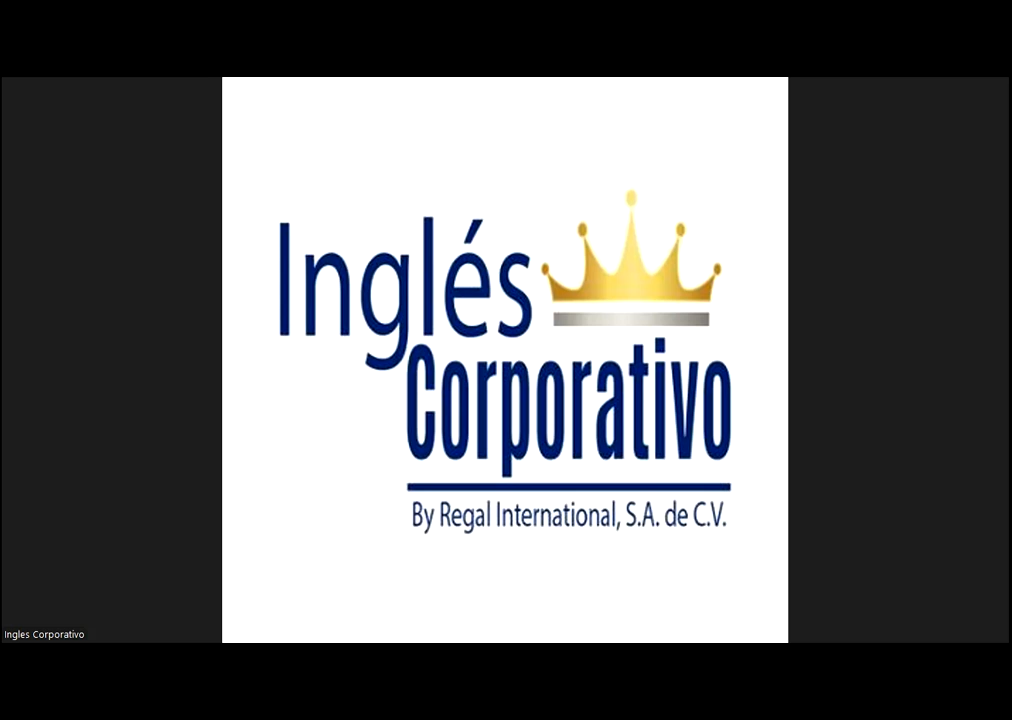 Inglés
Corporativo
By Regal International, S.A. de C.V.
Ingles Corporativo